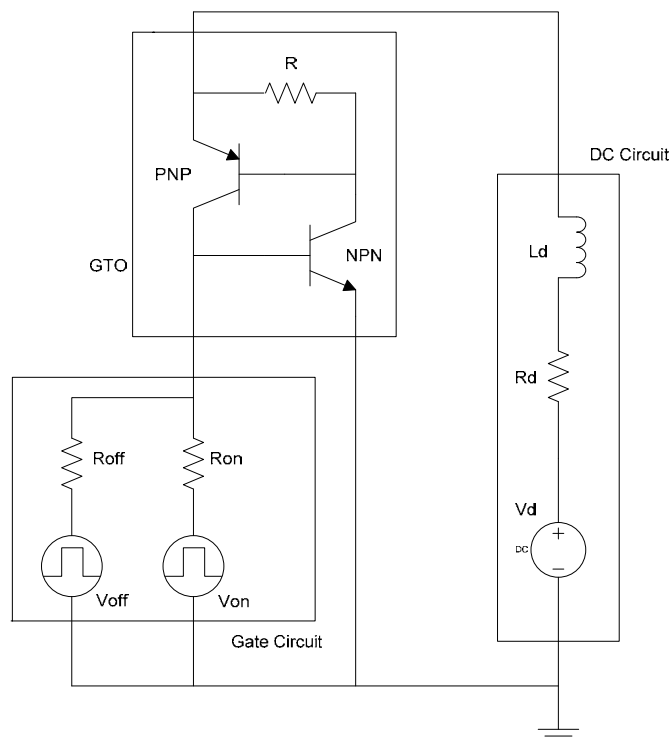 R
DC Circuit
PNP
NPN
GTO
Ld
Rd
Roff
Ron
Vd
+
DC
−
Voff
Von
Gate Circuit